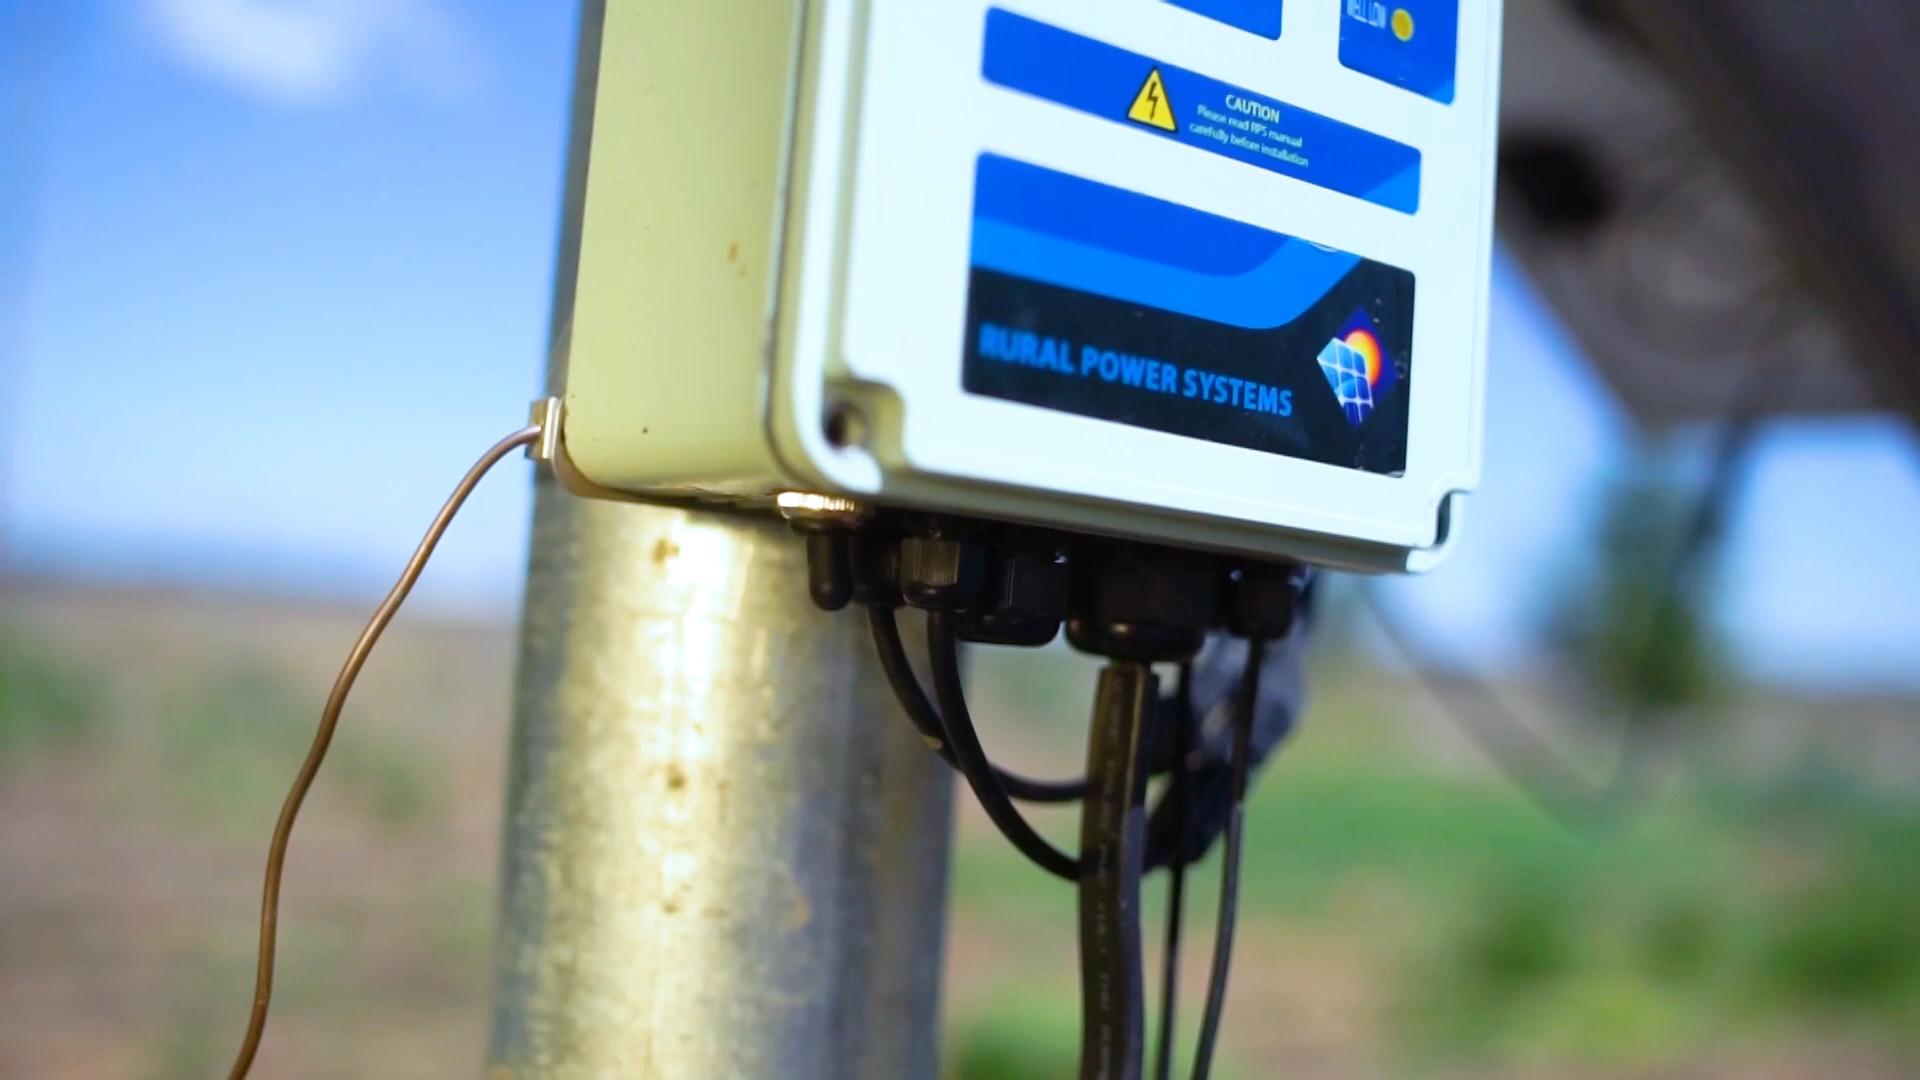 WELL LOW
CAUTION
Please read RPS manual
carefully before installation
RURAL POWER SYSTEMS